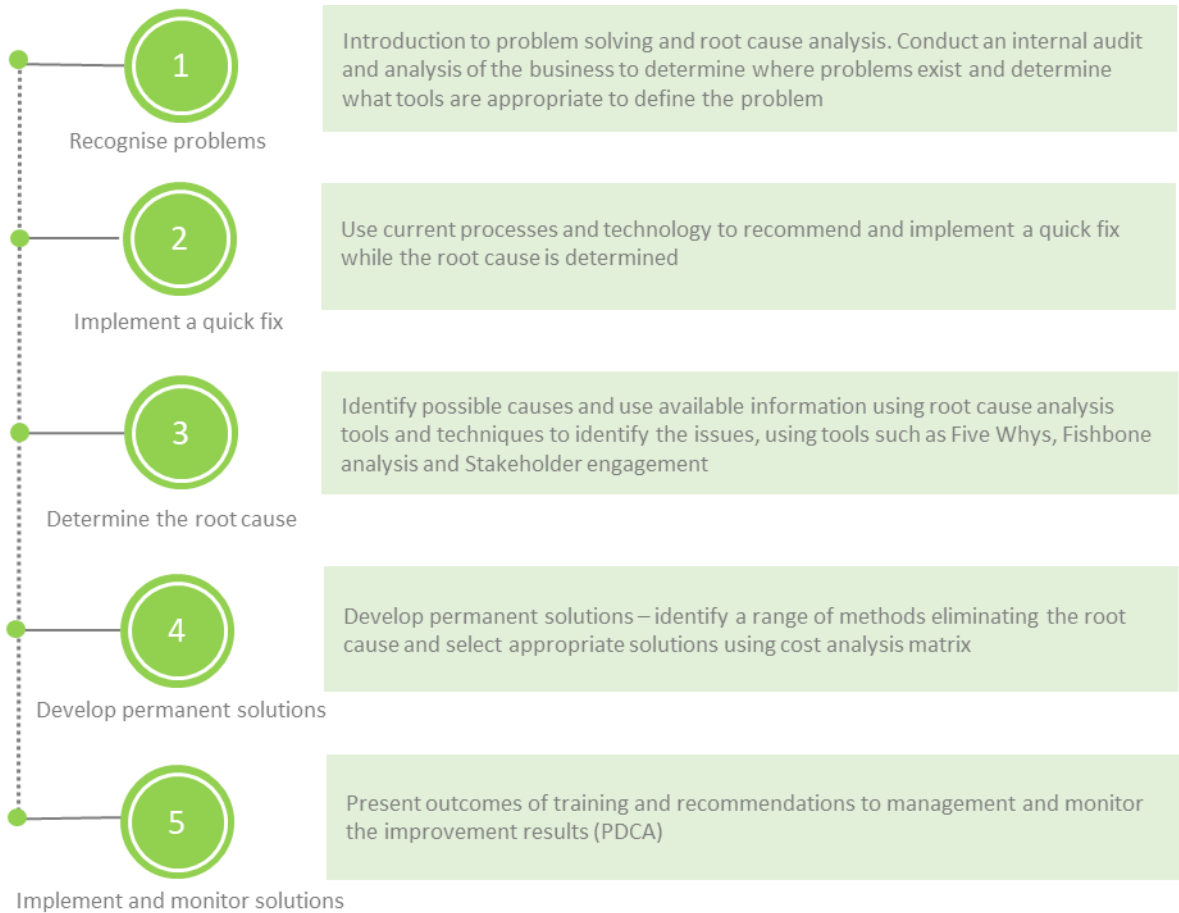 1
Recognise problems
Introduction to problem solving and root cause analysis. Conduct an internal audit
and analysis of the business to determine where problems exist and determine
what tools are appropriate to define the problem
2
Implement a quick fix
Use current processes and technology to recommend and implement a quick fix
while the root cause is determined
3
Determine the root cause
Identify possible causes and use available information using root cause analysis
tools and techniques to identify the issues, using tools such as Five Whys, Fishbone
analysis and Stakeholder engagement
4
Develop permanent solutions
Develop permanent solutions – identify a range of methods eliminating the root
cause and select appropriate solutions using cost analysis matrix
5
Implement and monitor solutions
Present outcomes of training and recommendations to management and monitor
the improvement results (PDCA)